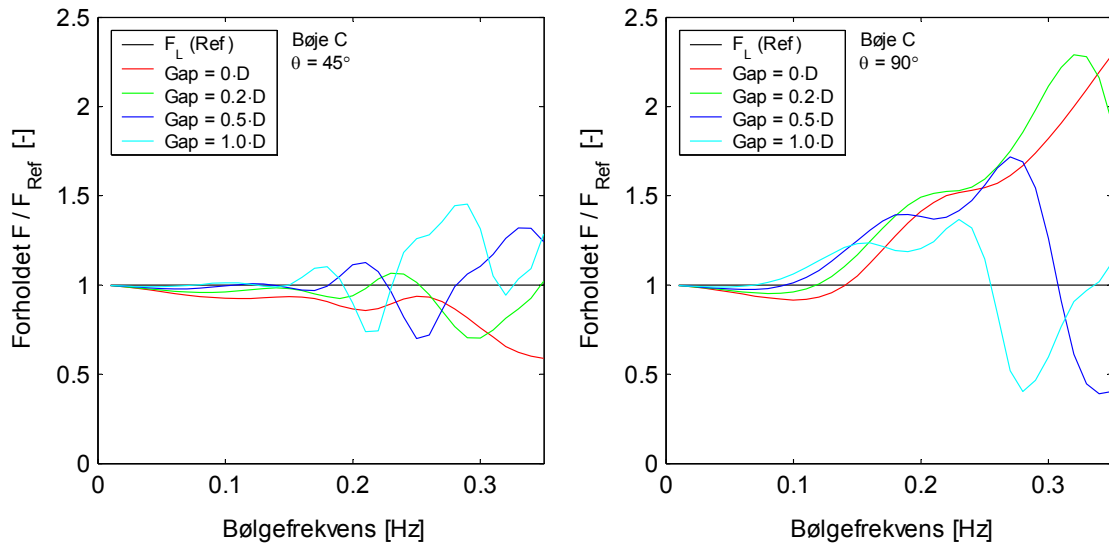 2.5
2
1.5
1
0.5
0
0
0.1
0.2
0.3
Forholdet F / F_Ref [-]
Bølgefrekvens [Hz]
F_L (Ref)
Gap = 0·D
Gap = 0.2·D
Gap = 0.5·D
Gap = 1.0·D
Bøje C
θ = 45°
2.5
2
1.5
1
0.5
0
0
0.1
0.2
0.3
Forholdet F / F_Ref [-]
Bølgefrekvens [Hz]
F_L (Ref)
Gap = 0·D
Gap = 0.2·D
Gap = 0.5·D
Gap = 1.0·D
Bøje C
θ = 90°